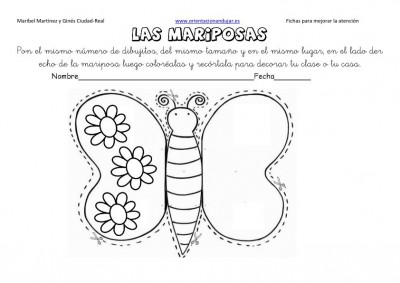 Maribel Martínez y Ginés Ciudad-Real www.orientacionandujar.es Fichas para mejorar la atención
LAS MARIPOSAS
Pon el mismo número de dibujitos, del mismo tamaño y en el mismo lugar, en el lado der
echo de la mariposa luego coloréalas y recórtala para decorar tu clase o tu casa.
Nombre Fecha